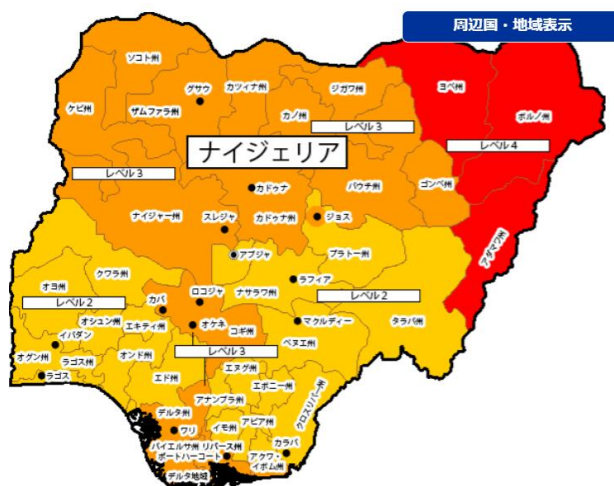 周辺国・地域表示
ソコト州
グサウ
カツィナ州
ジガワ州
ヨベ州
ケビ州
ザムファラ州
カノ州
ボルノ州
レベル3
レベル4
ナイジェリア
レベル3
カドゥナ
バウチ州
ゴンベ州
ナイジャー州
スレジャ
カドゥナ州
ジョス
アダマワ州
アブジャ
プラトー州
クワラ州
ラフィア
オヨ州
ナサラワ州
レベル2
ロコジャ
レベル2
カバ
オシュン州
エキティ州
オケネ
コギ州
マクルディー
タラバ州
イバダン
ベヌエ州
オグン州
ラゴス州
オンド州
レベル3
エヌグ州
ラゴス
エド州
エボニー州
クロスリバー州
アナンブラ州
デルタ州
イモ州
アビア州
ワリ
バイエルサ州
リバース州
カラバ
ポートハーコート
アクワ・
イボム州
デルタ地域